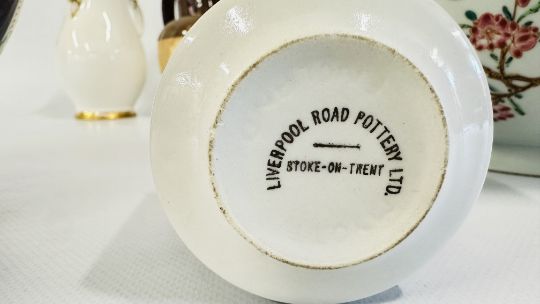 LIVERPOOL ROAD POTTERY LTD.
STOKE-ON-TRENT